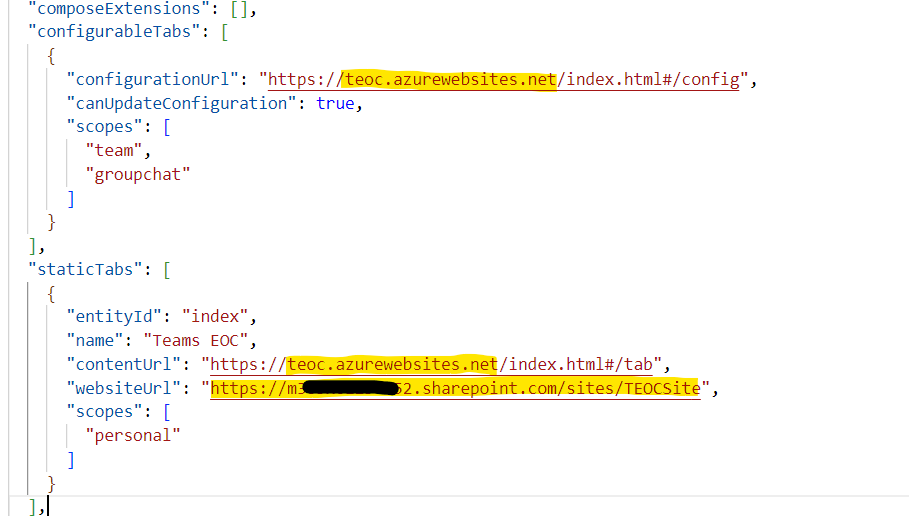 "composeExtensions": [],
"configurableTabs": [
{
"configurationUrl": "https://teoc.azurewebsites.net/index.html#/config",
"canUpdateConfiguration": true,
"scopes": [
"team",
"groupchat"
]
}
],
"staticTabs": [
{
"entityId": "index",
"name": "Teams EOC",
"contentUrl": "https://teoc.azurewebsites.net/index.html#/tab",
"websiteUrl": "https://m 52.sharepoint.com/sites/TEOCSite",
"scopes": [
"personal"
]
}
],